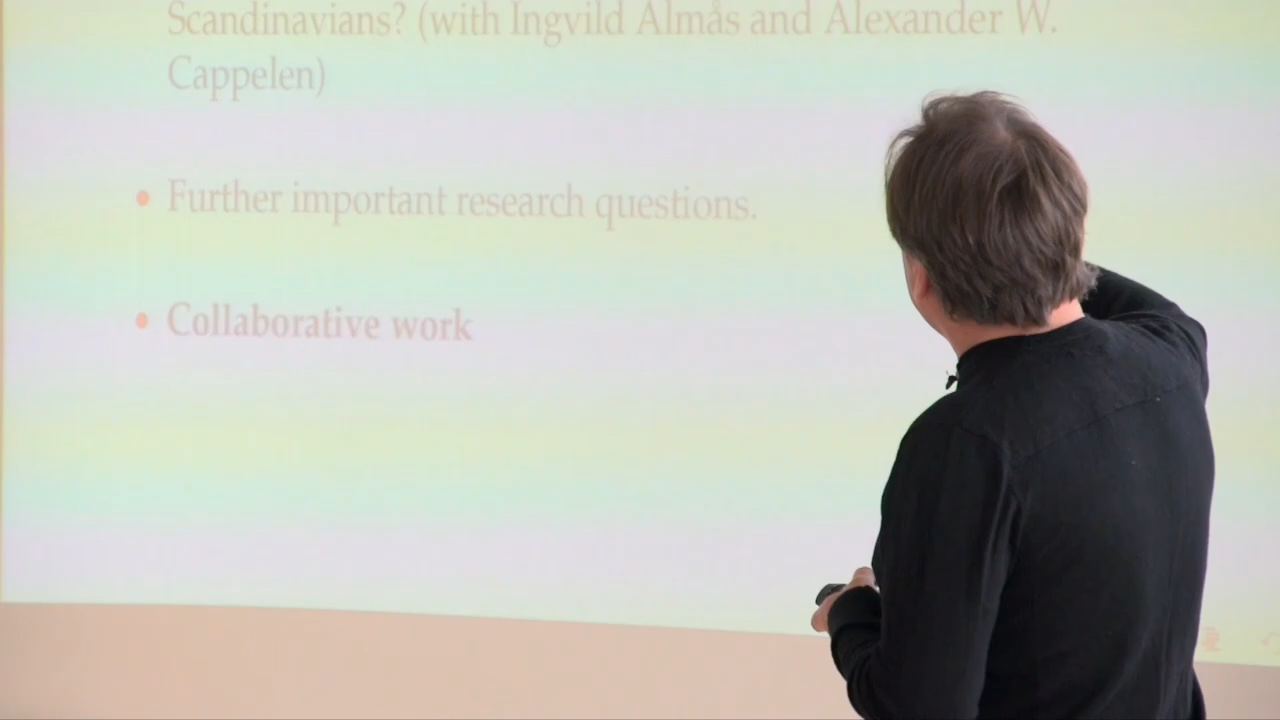 Scandinavians? (with Ingvild Almås and Alexander W.
Cappelen)
• Further important research questions.
• Collaborative work